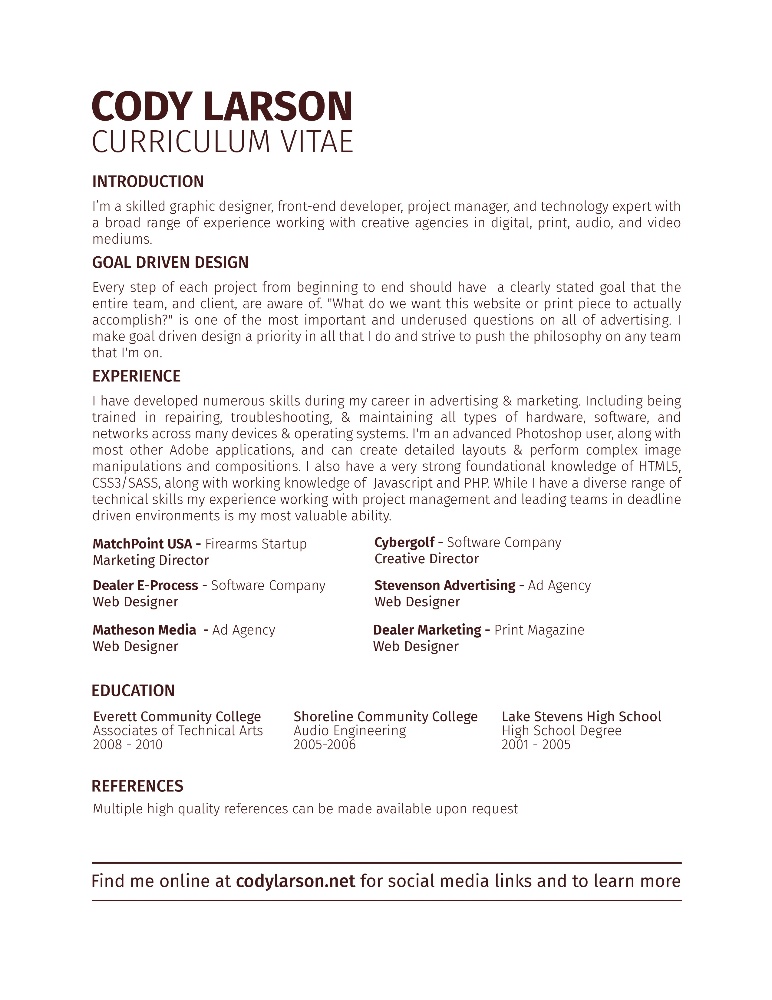 CODY LARSON
CURRICULUM VITAE
INTRODUCTION
I'm a skilled graphic designer, front-end developer, project manager, and technology expert with
a broad range of experience working with creative agencies in digital, print, audio, and video
mediums.
GOAL DRIVEN DESIGN
Every step of each project from beginning to end should have  a clearly stated goal that the
entire team, and client, are aware of. "What do we want this website or print piece to actually
accomplish?" is one of the most important and underused questions on all of advertising. I
make goal driven design a priority in all that I do and strive to push the philosophy on any team
that I'm on.
EXPERIENCE
I have developed numerous skills during my career in advertising & marketing. Including being
trained in repairing, troubleshooting, & maintaining all types of hardware, software, and
networks across many devices & operating systems. I'm an advanced Photoshop user, along with
most other Adobe applications, and can create detailed layouts & perform complex image
manipulations and compositions. I also have a very strong foundational knowledge of HTML5,
CSS3/SASS, along with working knowledge of  Javascript and PHP. While I have a diverse range of
technical skills my experience working with project management and leading teams in deadline
driven environments is my most valuable ability.
MatchPoint USA - Firearms Startup
Marketing Director
Cybergolf - Software Company
Creative Director
Dealer E-Process - Software Company
Web Designer
Stevenson Advertising - Ad Agency
Web Designer
Matheson Media  - Ad Agency
Web Designer
Dealer Marketing - Print Magazine
Web Designer
EDUCATION
Everett Community College
Associates of Technical Arts
2008 - 2010
Shoreline Community College
Audio Engineering
2005-2006
Lake Stevens High School
High School Degree
2001 - 2005
REFERENCES
Multiple high quality references can be made available upon request
Find me online at codylarson.net for social media links and to learn more